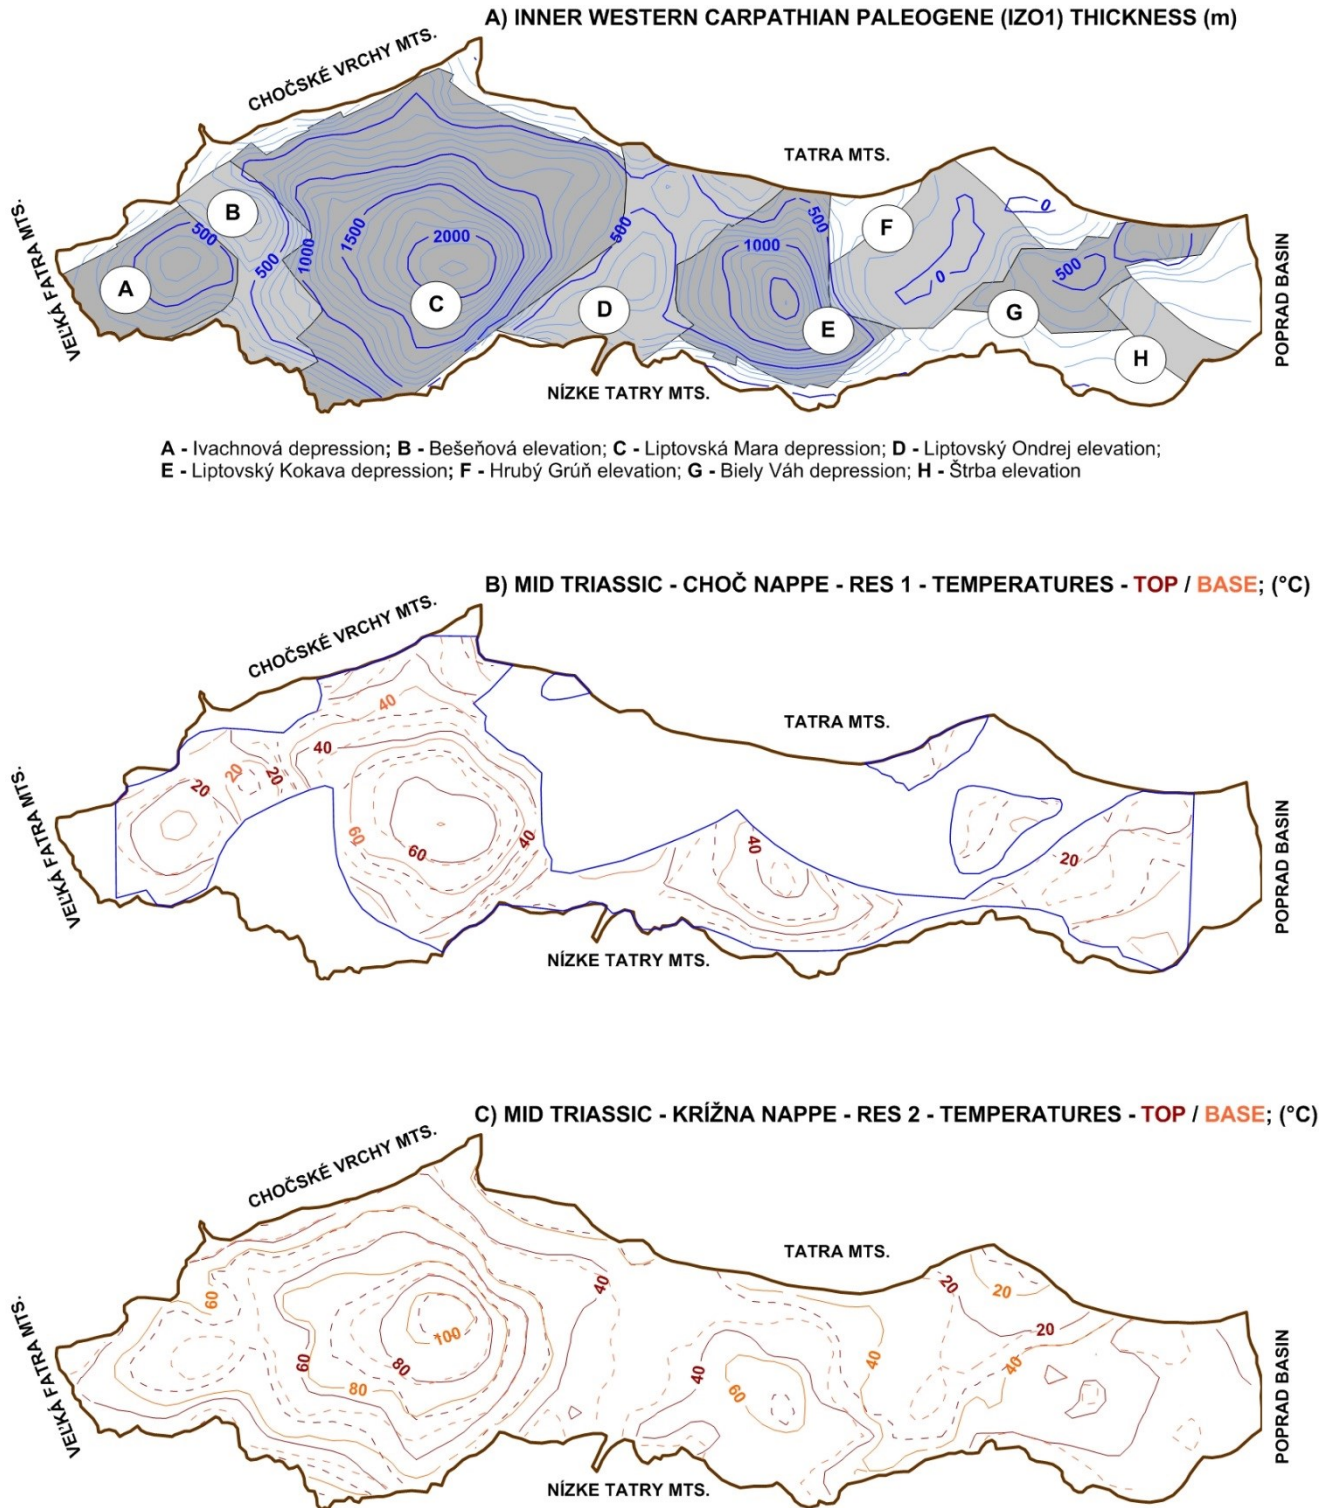 A) INNER WESTERN CARPATHIAN PALEOGENE (IZO1) THICKNESS (m)
CHOČSKÉ VRCHY MTS.
TATRA MTS.
VEĽKÁ FATRA MTS.
POPRAD BASIN
NÍZKE TATRY MTS.
A
B
C
D
E
F
G
H
500
500
1000
1500
2000
500
1000
500
0
0
500
A - Ivachnová depression; B - Bešeňová elevation; C - Liptovská Mara depression; D - Liptovský Ondrej elevation;
E - Liptovský Kokava depression; F - Hrubý Grúň elevation; G - Biely Váh depression; H - Štrba elevation
B) MID TRIASSIC - CHOČ NAPPE - RES 1 - TEMPERATURES - TOP / BASE; (°C)
CHOČSKÉ VRCHY MTS.
TATRA MTS.
VEĽKÁ FATRA MTS.
POPRAD BASIN
NÍZKE TATRY MTS.
40
40
20
20
20
60
60
40
40
20
C) MID TRIASSIC - KRÍŽNA NAPPE - RES 2 - TEMPERATURES - TOP / BASE; (°C)
CHOČSKÉ VRCHY MTS.
TATRA MTS.
VEĽKÁ FATRA MTS.
POPRAD BASIN
NÍZKE TATRY MTS.
60
100
60
80
80
40
40
60
40
20
20
20
40